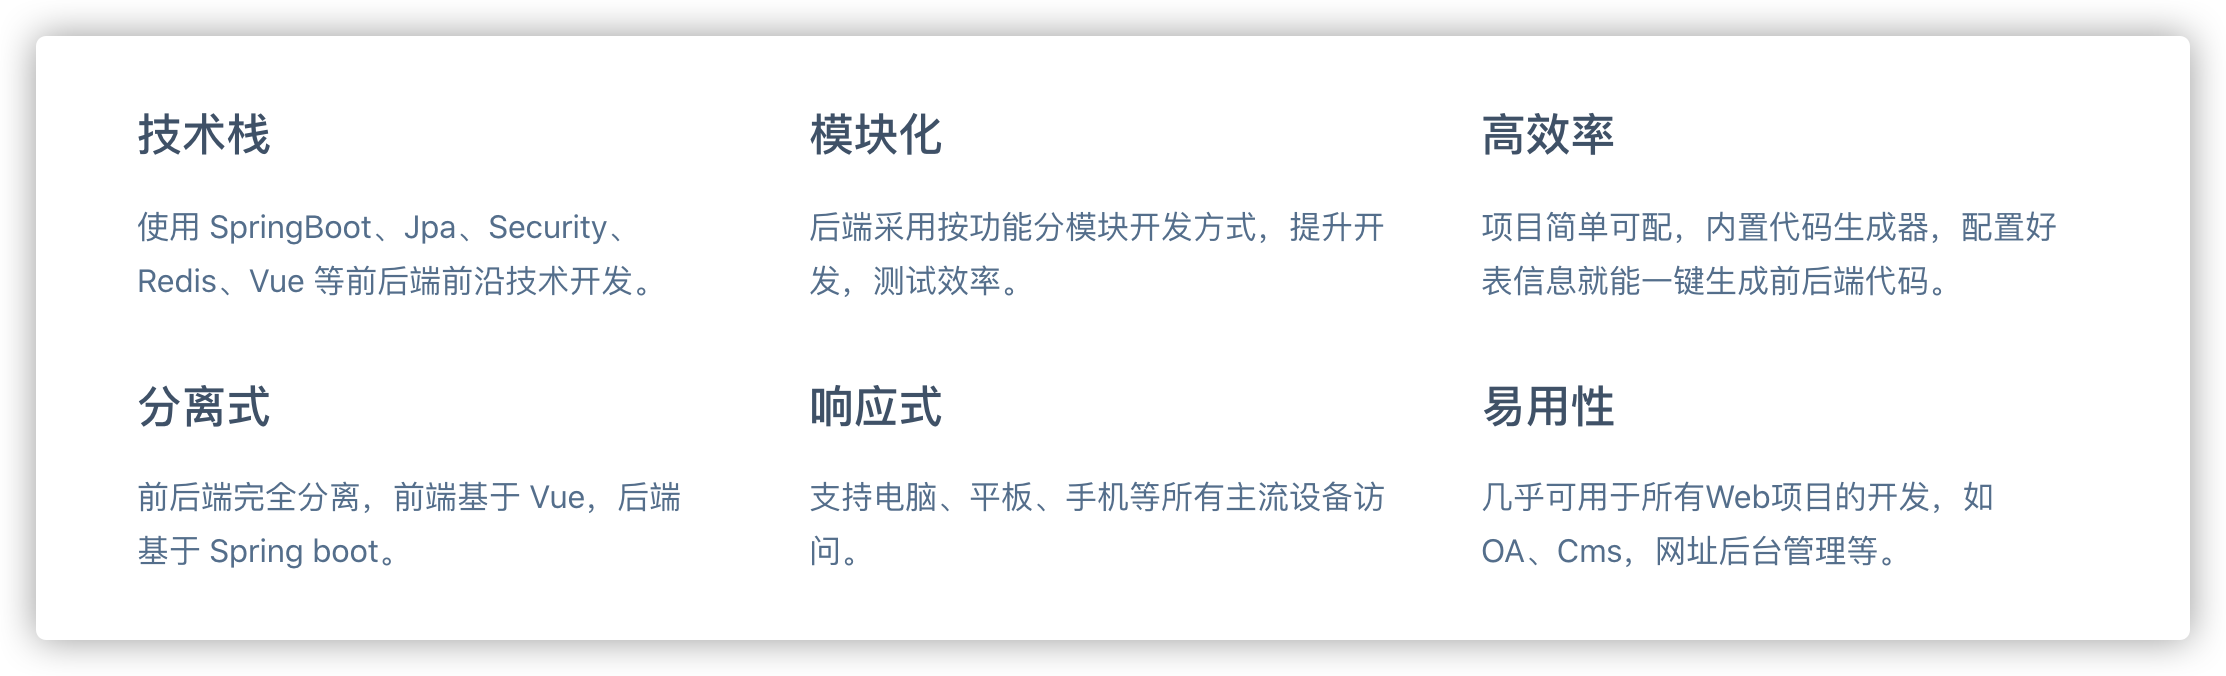 技术栈
使用 SpringBoot、Jpa、Security、
Redis、Vue 等前后端前沿技术开发。
模块化
后端采用按功能分模块开发方式，提升开
发，测试效率。
高效率
项目简单可配，内置代码生成器，配置好
表信息就能一键生成前后端代码。
分离式
前后端完全分离，前端基于 Vue，后端
基于 Spring boot。
响应式
支持电脑、平板、手机等所有主流设备访
问。
易用性
几乎可用于所有Web项目的开发，如
OA、Cms，网址后台管理等。